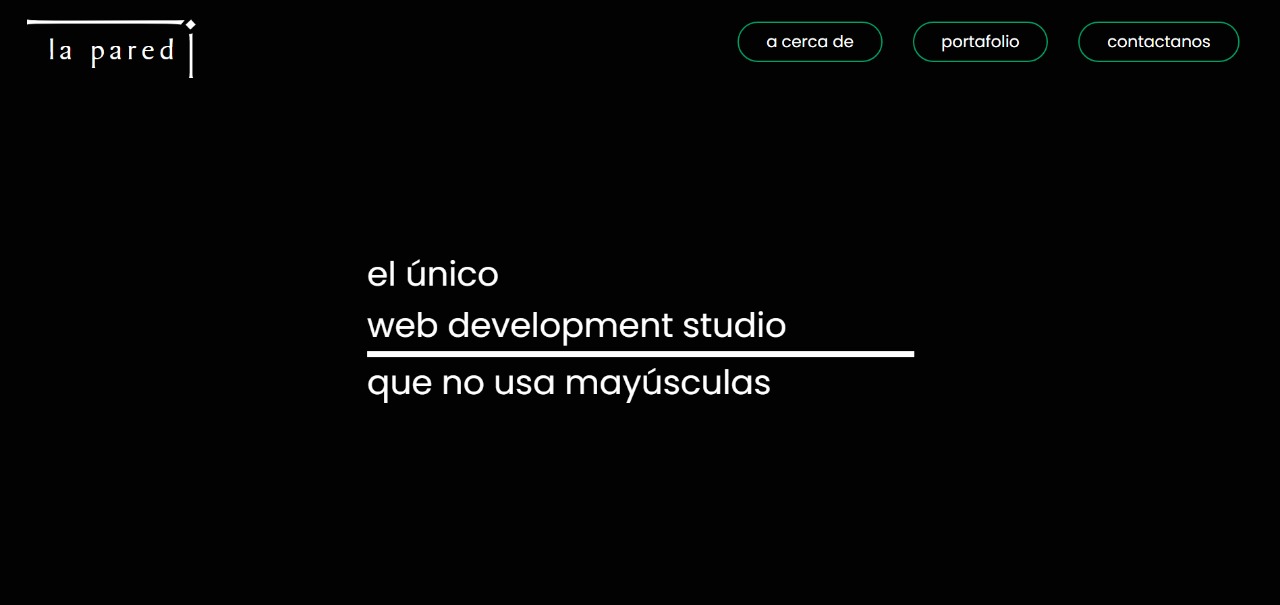 la pared
a cerca de
portafolio
contactanos
el único
web development studio
que no usa mayúsculas